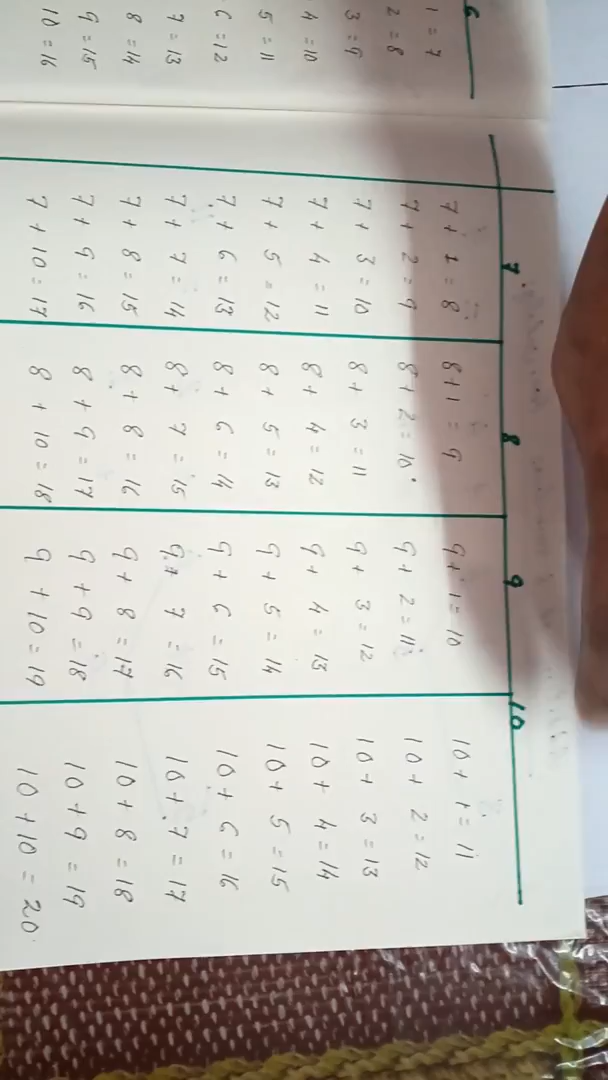 6
1 = 7
2 = 8
3 = 9
4 = 10
5 = 11
6 = 12
7 = 13
8 = 14
9 = 15
10 = 16
7
7 + 1 = 8
7 + 2 = 9
7 + 3 = 10
7 + 4 = 11
7 + 5 = 12
7 + 6 = 13
7 + 7 = 14
7 + 8 = 15
7 + 9 = 16
7 + 10 = 17
8
8 + 1 = 9
8 + 2 = 10
8 + 3 = 11
8 + 4 = 12
8 + 5 = 13
8 + 6 = 14
8 + 7 = 15
8 + 8 = 16
8 + 9 = 17
8 + 10 = 18
9
9 + 1 = 10
9 + 2 = 11
9 + 3 = 12
9 + 4 = 13
9 + 5 = 14
9 + 6 = 15
9 + 7 = 16
9 + 8 = 17
9 + 9 = 18
9 + 10 = 19
10
10 + 1 = 11
10 + 2 = 12
10 + 3 = 13
10 + 4 = 14
10 + 5 = 15
10 + 6 = 16
10 + 7 = 17
10 + 8 = 18
10 + 9 = 19
10 + 10 = 20